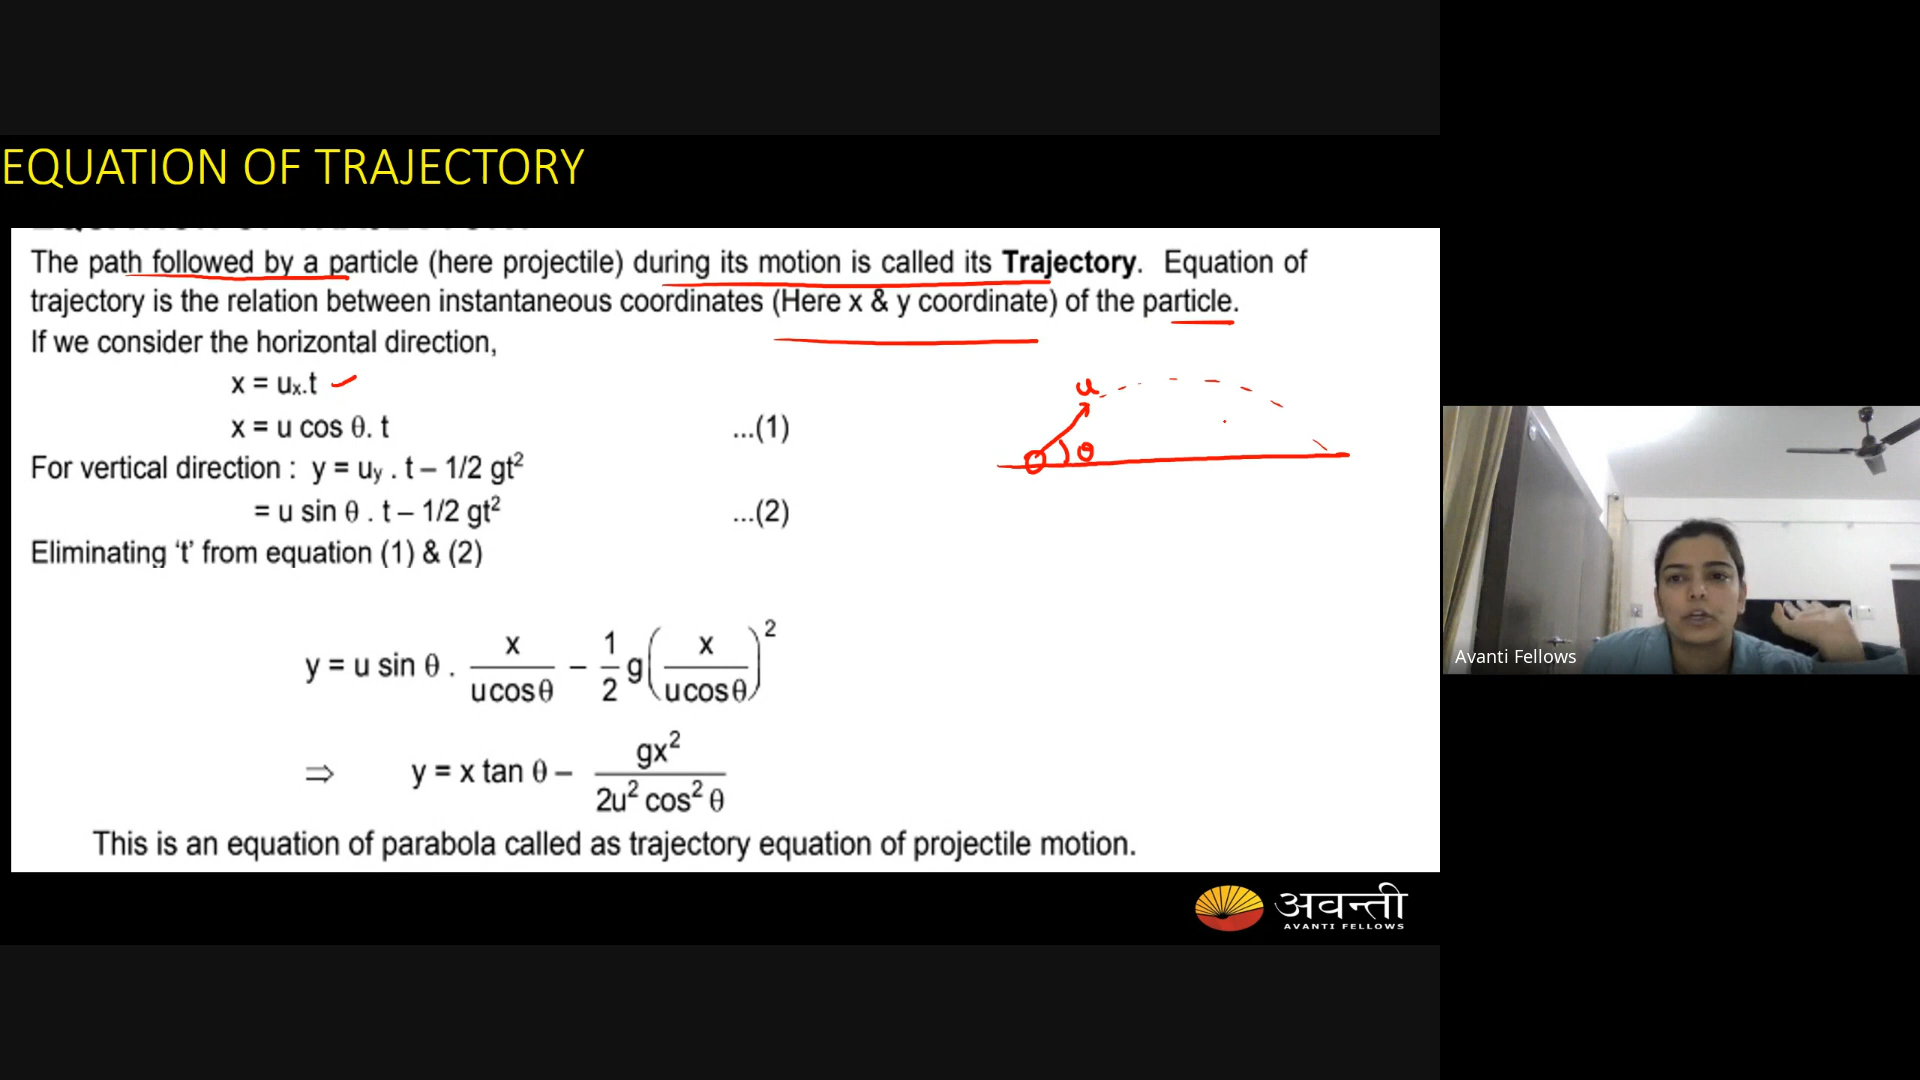 EQUATION OF TRAJECTORY
The path followed by a particle (here projectile) during its motion is called its Trajectory. Equation of
trajectory is the relation between instantaneous coordinates (Here x & y coordinate) of the particle.
If we consider the horizontal direction,
x = uₓ.t
x = u cos θ. t ...(1)
For vertical direction : y = u_y . t – 1/2 gt²
= u sin θ . t – 1/2 gt² ...(2)
Eliminating ‘t’ from equation (1) & (2)
y = u sin θ . x/(u cos θ) – 1/2 g (x/(u cos θ))²
⇒ y = x tan θ – gx²/(2u² cos² θ)
This is an equation of parabola called as trajectory equation of projectile motion.
u
θ
अवन्ती
AVANTI FELLOWS
Avanti Fellows